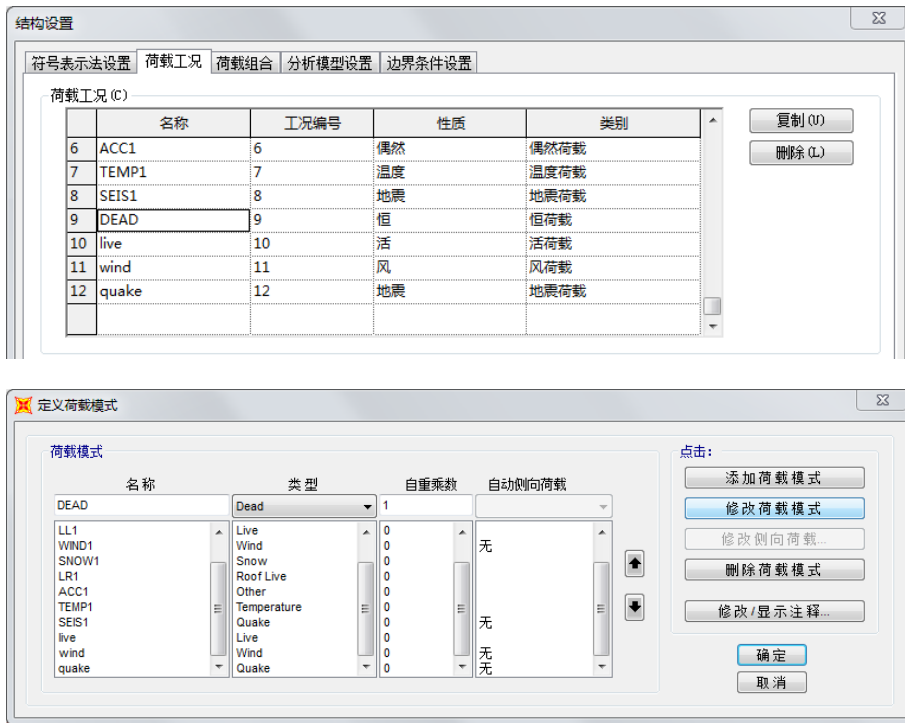 结构设置
符号表示法设置 荷载工况 荷载组合 分析模型设置 边界条件设置
荷载工况(C)
名称 工况编号 性质 类别
6 ACC1 6 偶然 偶然荷载
7 TEMP1 7 温度 温度荷载
8 SEIS1 8 地震 地震荷载
9 DEAD 9 恒 恒荷载
10 live 10 活 活荷载
11 wind 11 风 风荷载
12 quake 12 地震 地震荷载
复制(U)
删除(L)
定义荷载模式
荷载模式
名称 类型 自重乘数 自动侧向荷载
DEAD Dead 1
LL1 Live 0
WIND1 Wind 0 无
SNOW1 Snow 0
LR1 Roof Live 0
ACC1 Other 0
TEMP1 Temperature 0
SEIS1 Quake 0 无
live Live 0
wind Wind 0 无
quake Quake 0 无
点击:
添加荷载模式
修改荷载模式
修改侧向荷载...
删除荷载模式
修改/显示注释...
确定
取消